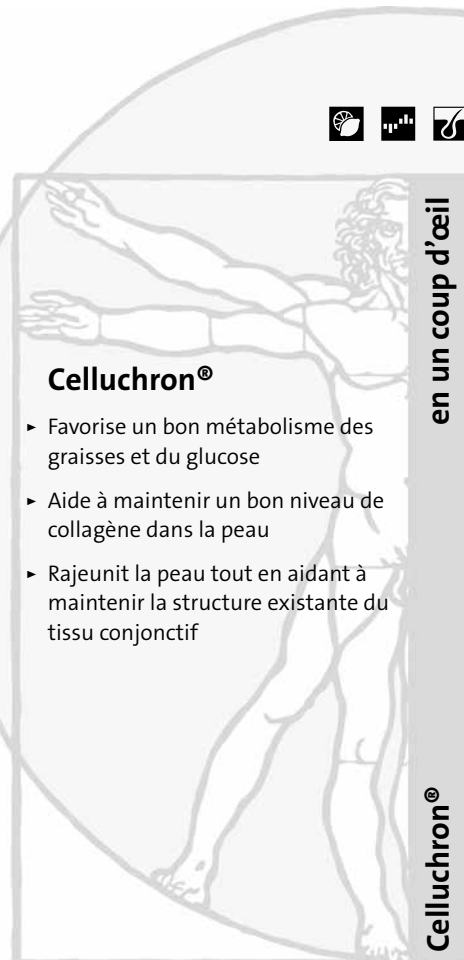 Celluchron®
► Favorise un bon métabolisme des
graisses et du glucose
► Aide à maintenir un bon niveau de
collagène dans la peau
► Rajeunit la peau tout en aidant à
maintenir la structure existante du
tissu conjonctif
en un coup d’œil
Celluchron®